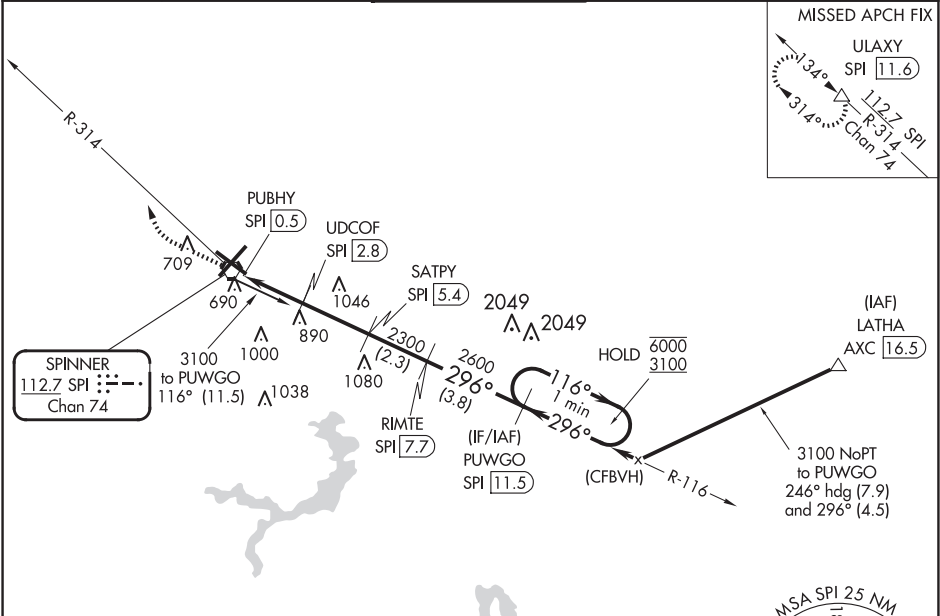 MISSED APCH FIX
ULAXY
SPI 11.6
134°
314°
112.7 SPI
R-314
Chan 74
R-314
PUBHY
SPI 0.5
UDCOF
SPI 2.8
SATPY
SPI 5.4
709
690
1046
890
1000
1038
1080
2049
2049
SPINNER
112.7 SPI
Chan 74
3100
to PUWGO
116° (11.5)
2300
(2.3)
2600
296°
(3.8)
RIMTE
SPI 7.7
(IF/IAF)
PUWGO
SPI 11.5
HOLD 6000
3100
116°
1 min
296°
(CFBVH)
R-116
(IAF)
LATHA
AXC 16.5
3100 NoPT
to PUWGO
246° hdg (7.9)
and 296° (4.5)
MSA SPI 25 NM